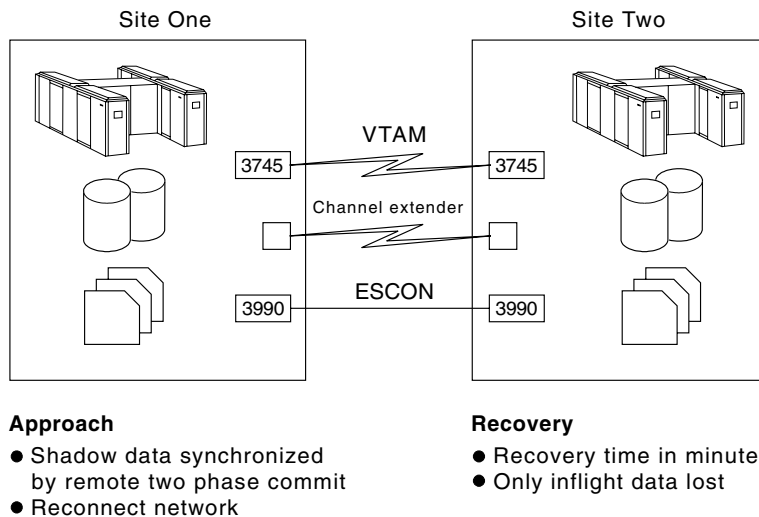 Site One
Site Two
VTAM
3745
3745
Channel extender
ESCON
3990
3990
Approach
● Shadow data synchronized
by remote two phase commit
● Reconnect network
Recovery
● Recovery time in minute
● Only inflight data lost